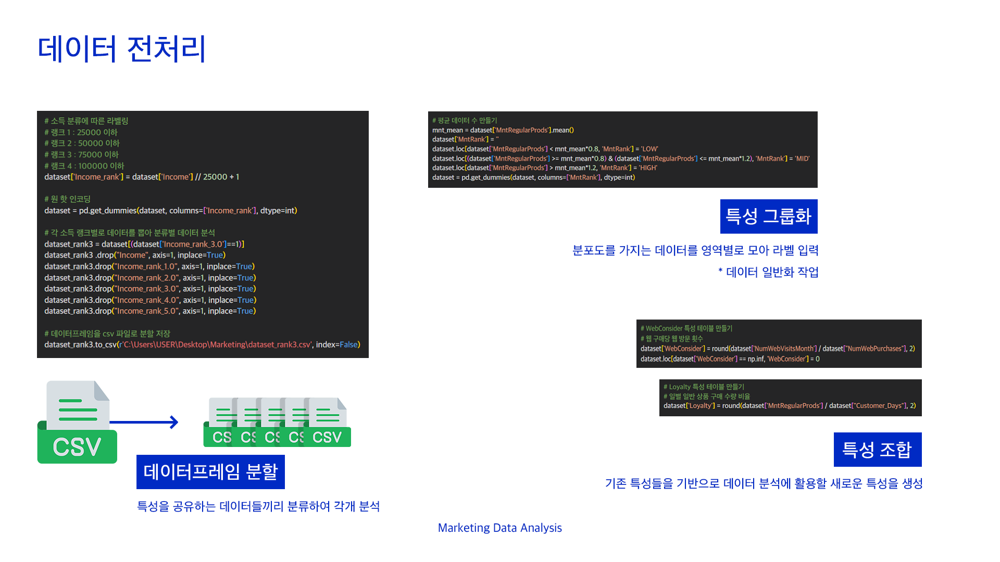 데이터 전처리
# 소득 분류에 따른 라벨링
# 랭크 1 : 25000 이하
# 랭크 2 : 50000 이하
# 랭크 3 : 75000 이하
# 랭크 4 : 100000 이하
dataset['Income_rank'] = dataset['Income'] // 25000 + 1
# 원 핫 인코딩
dataset = pd.get_dummies(dataset, columns=['Income_rank'], dtype=int)
# 각 소득 랭크별로 데이터를 뽑아 분류별 데이터 분석
dataset_rank3 = dataset[(dataset['Income_rank_3.0']==1)]
dataset_rank3 .drop("Income", axis=1, inplace=True)
dataset_rank3.drop("Income_rank_1.0", axis=1, inplace=True)
dataset_rank3.drop("Income_rank_2.0", axis=1, inplace=True)
dataset_rank3.drop("Income_rank_3.0", axis=1, inplace=True)
dataset_rank3.drop("Income_rank_4.0", axis=1, inplace=True)
dataset_rank3.drop("Income_rank_5.0", axis=1, inplace=True)
# 데이터프레임을 csv 파일로 분할 저장
dataset_rank3.to_csv(r'C:\Users\USER\Desktop\Marketing\dataset_rank3.csv', index=False)
CSV
CS
CS
CS
CS
CSV
데이터프레임 분할
특성을 공유하는 데이터들끼리 분류하여 각개 분석
# 평균 데이터 수 만들기
mnt_mean = dataset['MntRegularProds'].mean()
dataset['MntRank'] = ''
dataset.loc[dataset['MntRegularProds'] < mnt_mean*0.8, 'MntRank'] = 'LOW'
dataset.loc[(dataset['MntRegularProds'] >= mnt_mean*0.8) & (dataset['MntRegularProds'] <= mnt_mean*1.2), 'MntRank'] = 'MID'
dataset.loc[dataset['MntRegularProds'] > mnt_mean*1.2, 'MntRank'] = 'HIGH'
dataset = pd.get_dummies(dataset, columns=['MntRank'], dtype=int)
특성 그룹화
분포도를 가지는 데이터를 영역별로 모아 라벨 입력
* 데이터 일반화 작업
# WebConsider 특성 테이블 만들기
# 웹 구매당 웹 방문 횟수
dataset['WebConsider'] = round(dataset['NumWebVisitsMonth'] / dataset["NumWebPurchases"], 2)
dataset.loc[dataset['WebConsider'] == np.inf, 'WebConsider'] = 0
# Loyalty 특성 테이블 만들기
# 일별 일반 상품 구매 수량 비율
dataset['Loyalty'] = round(dataset['MntRegularProds'] / dataset["Customer_Days"], 2)
특성 조합
기존 특성들을 기반으로 데이터 분석에 활용할 새로운 특성을 생성
Marketing Data Analysis